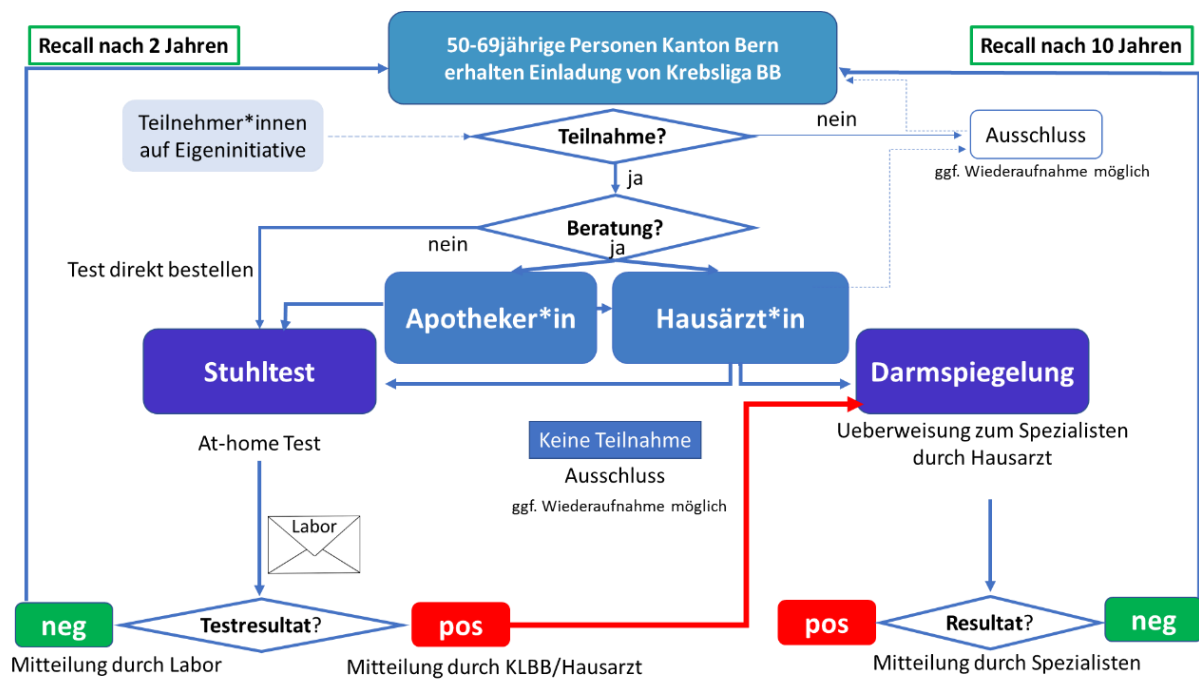 Recall nach 2 Jahren
50-69jährige Personen Kanton Bern
erhalten Einladung von Krebsliga BB
Recall nach 10 Jahren
Teilnehmer*innen
auf Eigeninitiative
Teilnahme?
nein
Ausschluss
ggf. Wiederaufnahme möglich
ja
Beratung?
nein
ja
Test direkt bestellen
Apotheker*in
Hausärzt*in
Stuhltest
Darmspiegelung
At-home Test
Keine Teilnahme
Ausschluss
ggf. Wiederaufnahme möglich
Ueberweisung zum Spezialisten
durch Hausarzt
Labor
neg
Testresultat?
pos
pos
Resultat?
neg
Mitteilung durch Labor
Mitteilung durch KLBB/Hausarzt
Mitteilung durch Spezialisten